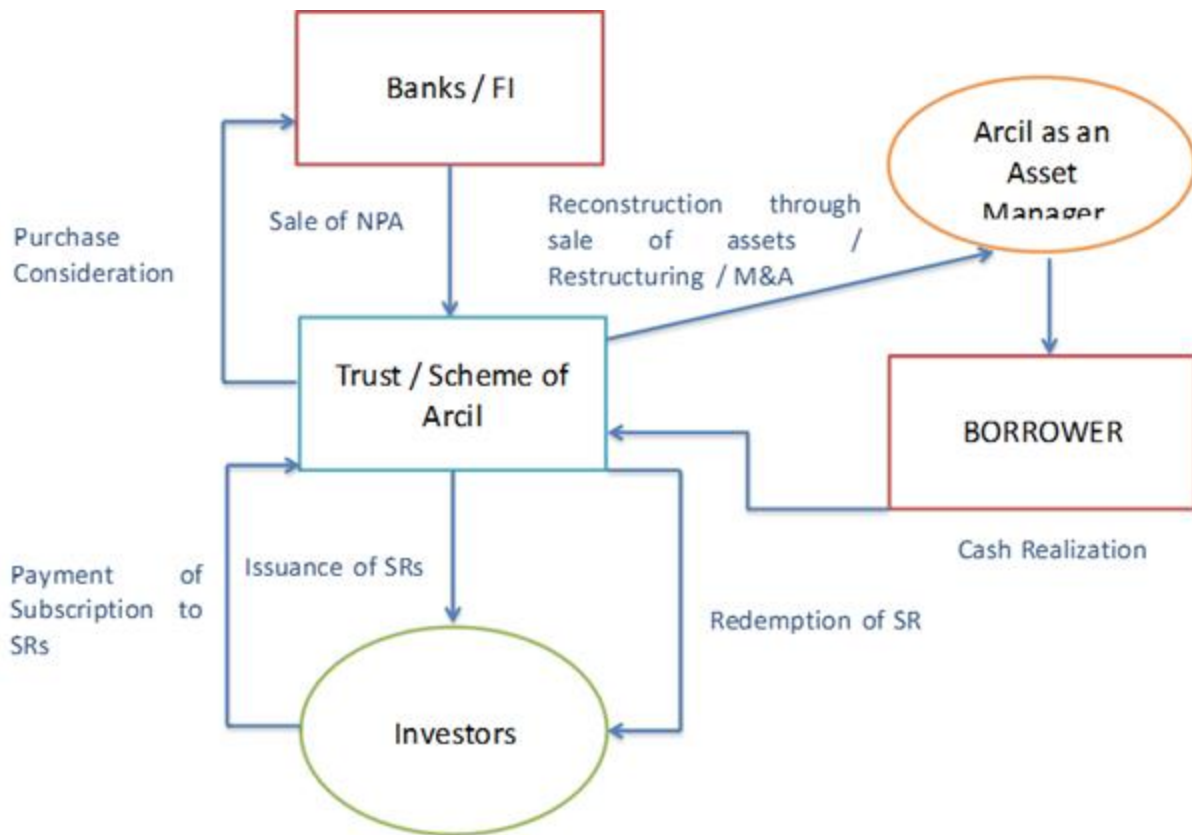 Banks / FI
Arcil as an
Asset
Manager
Reconstruction through
sale of assets /
Restructuring / M&A
Sale of NPA
Purchase
Consideration
Trust / Scheme of
Arcil
BORROWER
Cash Realization
Issuance of SRs
Payment of
Subscription to
SRs
Redemption of SR
Investors